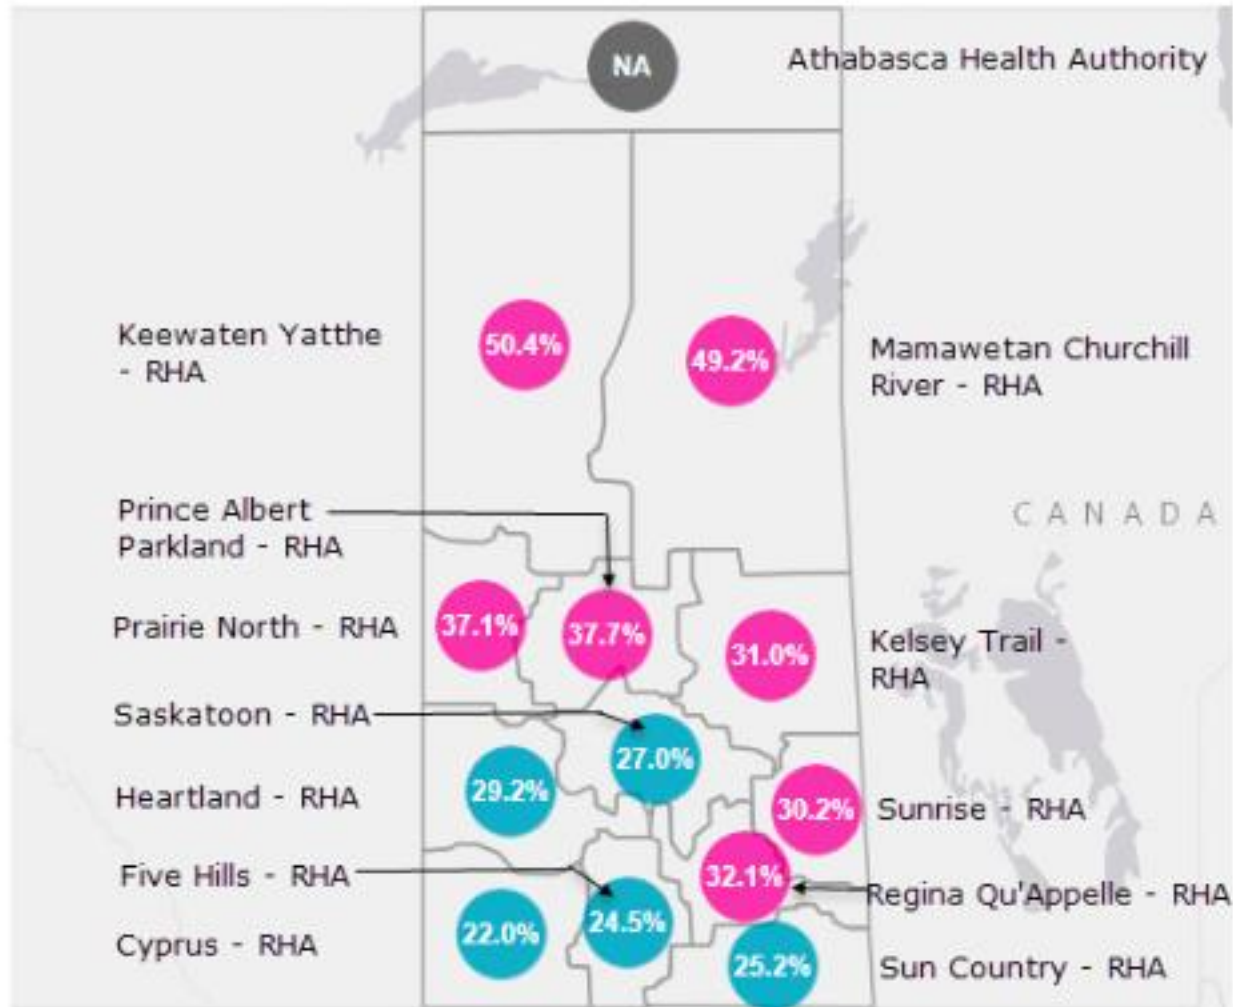 NA
Athabasca Health Authority
Keewaten Yatthe
- RHA
50.4%
49.2%
Mamawetan Churchill
River - RHA
Prince Albert
Parkland - RHA
CANADA
Prairie North - RHA
37.1%
37.7%
31.0%
Kelsey Trail -
RHA
Saskatoon - RHA
27.0%
Heartland - RHA
29.2%
30.2%
Sunrise - RHA
Five Hills - RHA
32.1%
Regina Qu'Appelle - RHA
Cyprus - RHA
22.0%
24.5%
25.2%
Sun Country - RHA